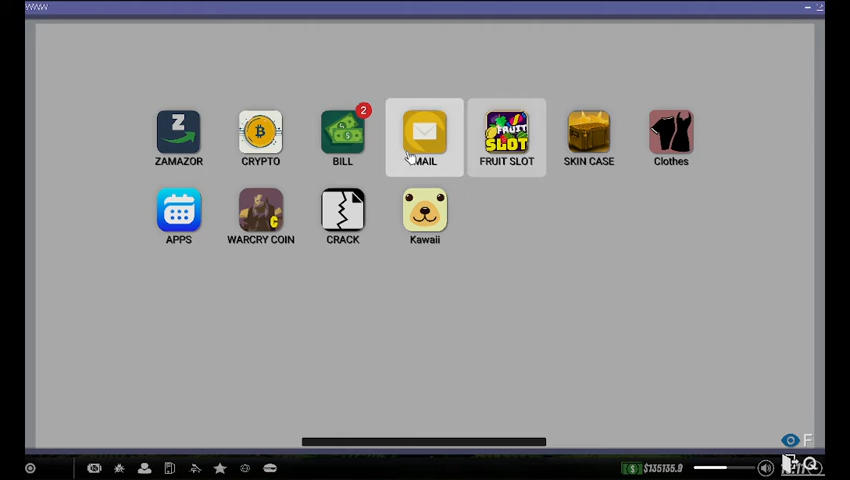 WWW
ZAMAZOR
CRYPTO
2
BILL
MAIL
FRUIT
SLOT
FRUIT SLOT
SKIN CASE
Clothes
APPS
WARCRY COIN
CRACK
Kawaii
F
$135135.9
Q